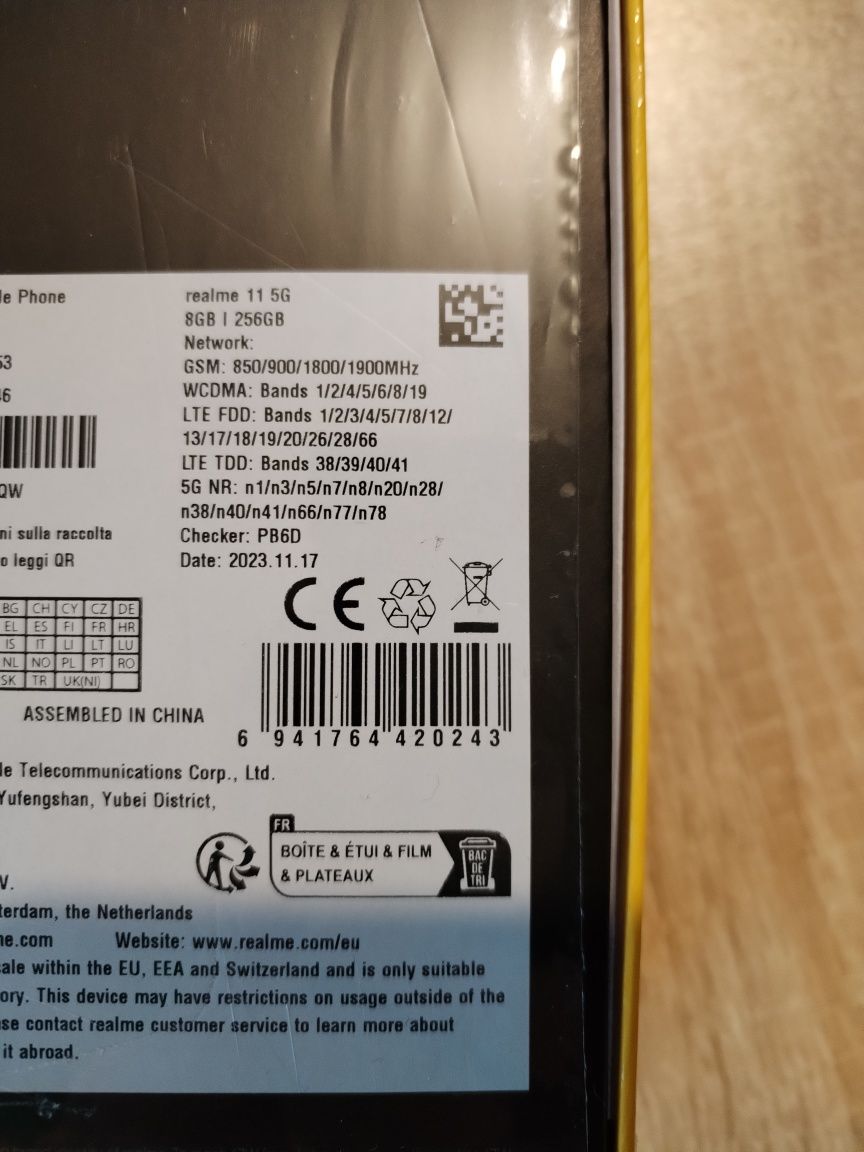 le Phone
realme 11 5G
8GB | 256GB
Network:
GSM: 850/900/1800/1900MHz
WCDMA: Bands 1/2/4/5/6/8/19
LTE FDD: Bands 1/2/3/4/5/7/8/12/
13/17/18/19/20/26/28/66
LTE TDD: Bands 38/39/40/41
5G NR: n1/n3/n5/n7/n8/n20/n28/
n38/n40/n41/n66/n77/n78
Checker: PB6D
Date: 2023.11.17
53
46
QW
ni sulla raccolta
o leggi QR
CE
BG CH CY CZ DE
EL ES FI FR HR
IS IT LI LT LU
NL NO PL PT RO
SK TR UK(NI)
ASSEMBLED IN CHINA
6 941764 420243
le Telecommunications Corp., Ltd.
Yufengshan, Yubei District,
FR
BOÎTE & ÉTUI & FILM
& PLATEAUX
BAC
DE
TRI
V.
terdam, the Netherlands
me.com Website: www.realme.com/eu
sale within the EU, EEA and Switzerland and is only suitable
ory. This device may have restrictions on usage outside of the
se contact realme customer service to learn more about
it abroad.